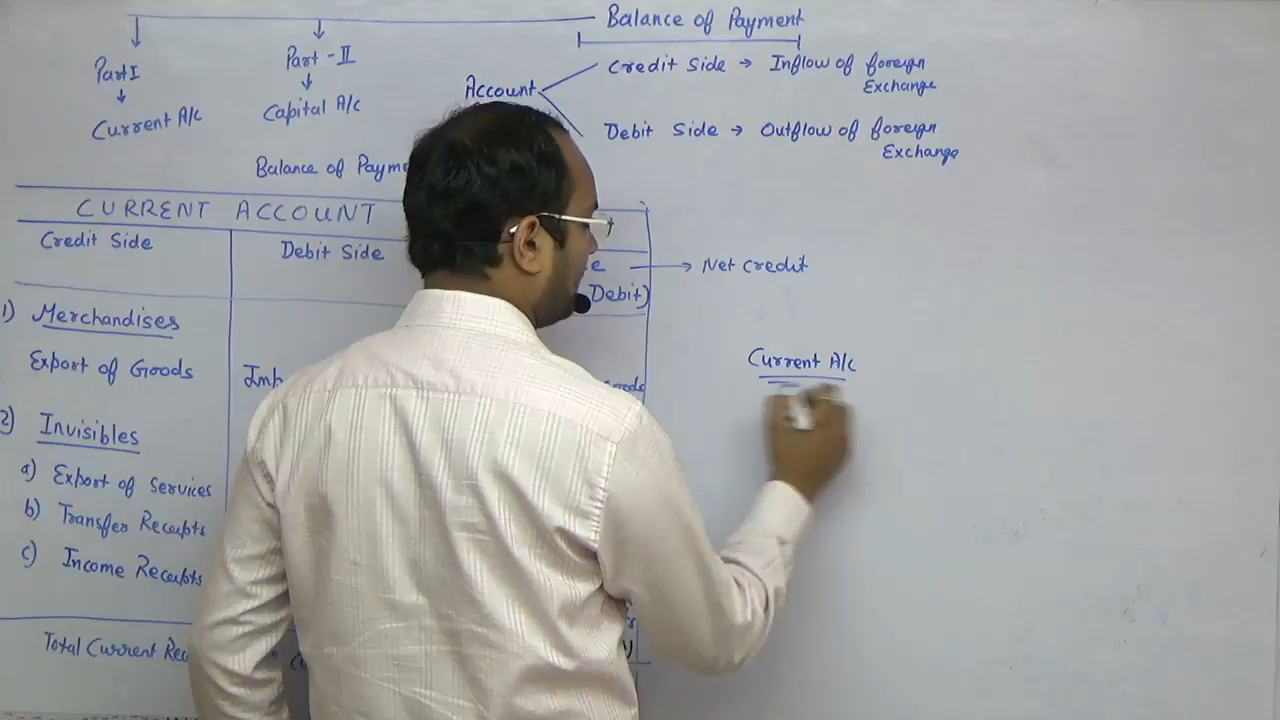 Balance of Payment
Part I
Part - II
Current A/c
Capital A/c
Account
Credit Side → Inflow of foreign
Exchange
Debit Side → Outflow of foreign
Exchange
Balance of
CURRENT ACCOUNT
Credit Side
Debit Side
Debit)
→ Net Credit
1) Merchandises
Export of Goods
2) Invisibles
a) Export of Services
b) Transfer Receipts
c) Income Receipts
Total Current
Current A/c